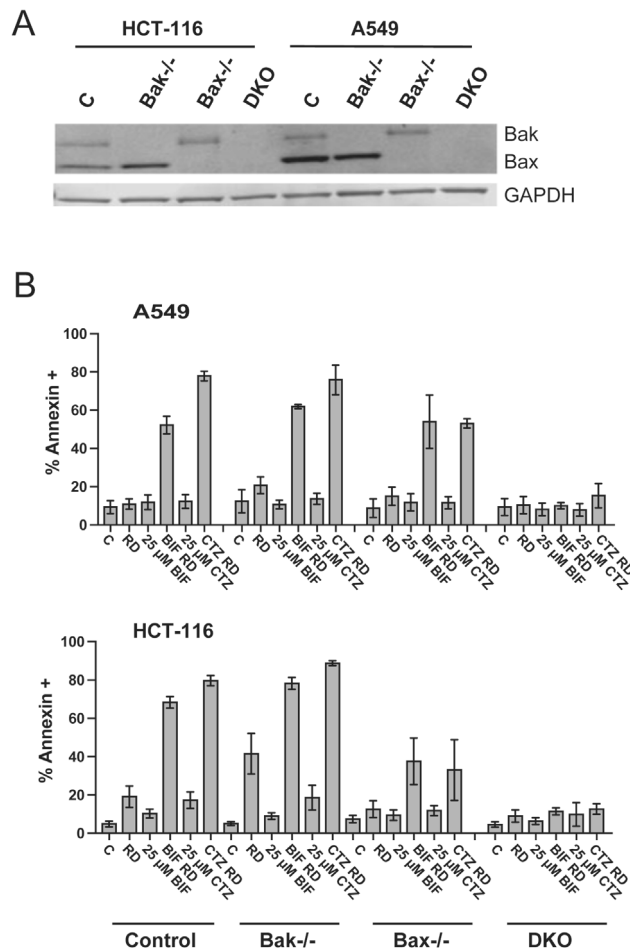 A
HCT-116 A549
C Bak-/- Bax-/- DKO C Bak-/- Bax-/- DKO
Bak
Bax
GAPDH
B
A549
% Annexin +
100
80
60
40
20
0
C RD 25 µM BIF BIF RD 25 µM CTZ CTZ RD C RD 25 µM BIF BIF RD 25 µM CTZ CTZ RD C RD 25 µM BIF BIF RD 25 µM CTZ CTZ RD C RD 25 µM BIF BIF RD 25 µM CTZ CTZ RD
HCT-116
% Annexin +
100
80
60
40
20
0
C RD 25 µM BIF BIF RD 25 µM CTZ CTZ RD C RD 25 µM BIF BIF RD 25 µM CTZ CTZ RD C RD 25 µM BIF BIF RD 25 µM CTZ CTZ RD C RD 25 µM BIF BIF RD 25 µM CTZ CTZ RD
Control Bak-/- Bax-/- DKO